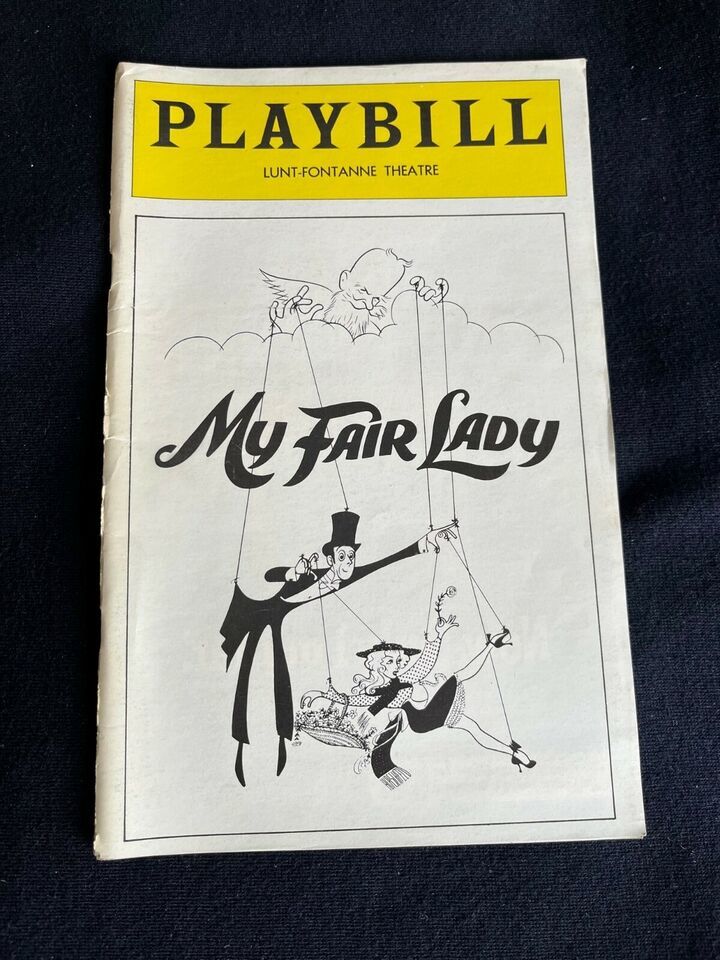 PLAYBILL
LUNT-FONTANNE THEATRE
My Fair Lady